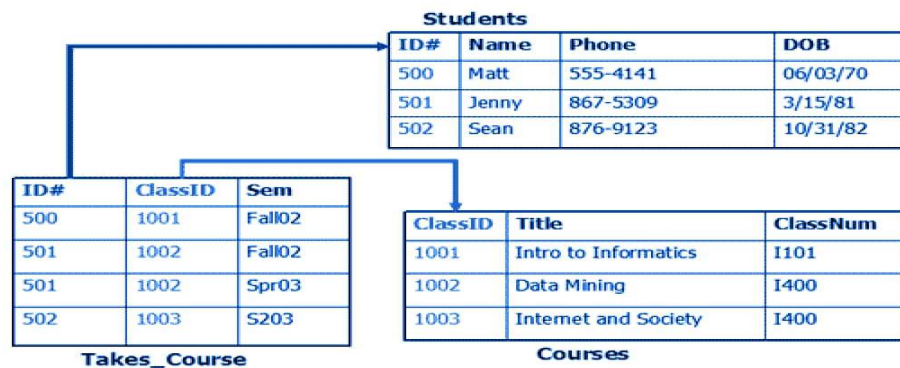 Students
ID# Name Phone DOB
500 Matt 555-4141 06/03/70
501 Jenny 867-5309 3/15/81
502 Sean 876-9123 10/31/82
ID# ClassID Sem
500 1001 Fall02
501 1002 Fall02
501 1002 Spr03
502 1003 S203
Takes_Course
ClassID Title ClassNum
1001 Intro to Informatics I101
1002 Data Mining I400
1003 Internet and Society I400
Courses